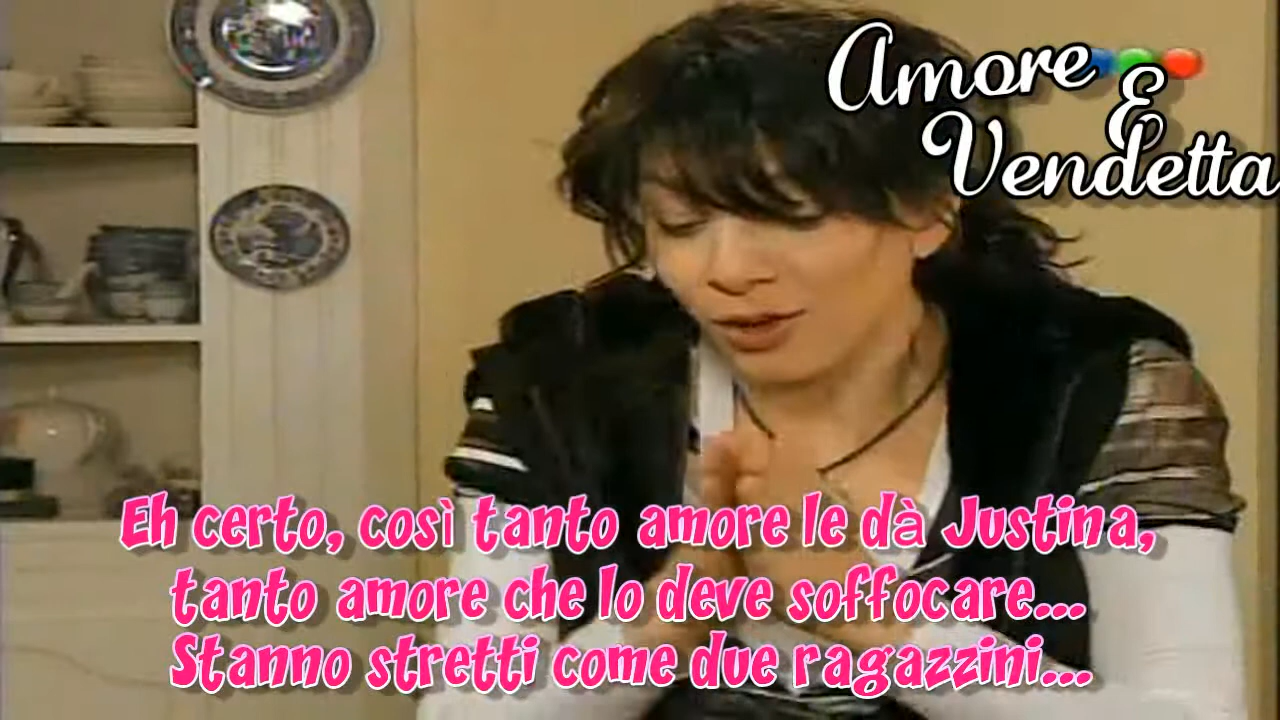 Amore
E
Vendetta
Eh certo, così tanto amore le dà Justina,
tanto amore che lo deve soffocare...
Stanno stretti come due ragazzini...